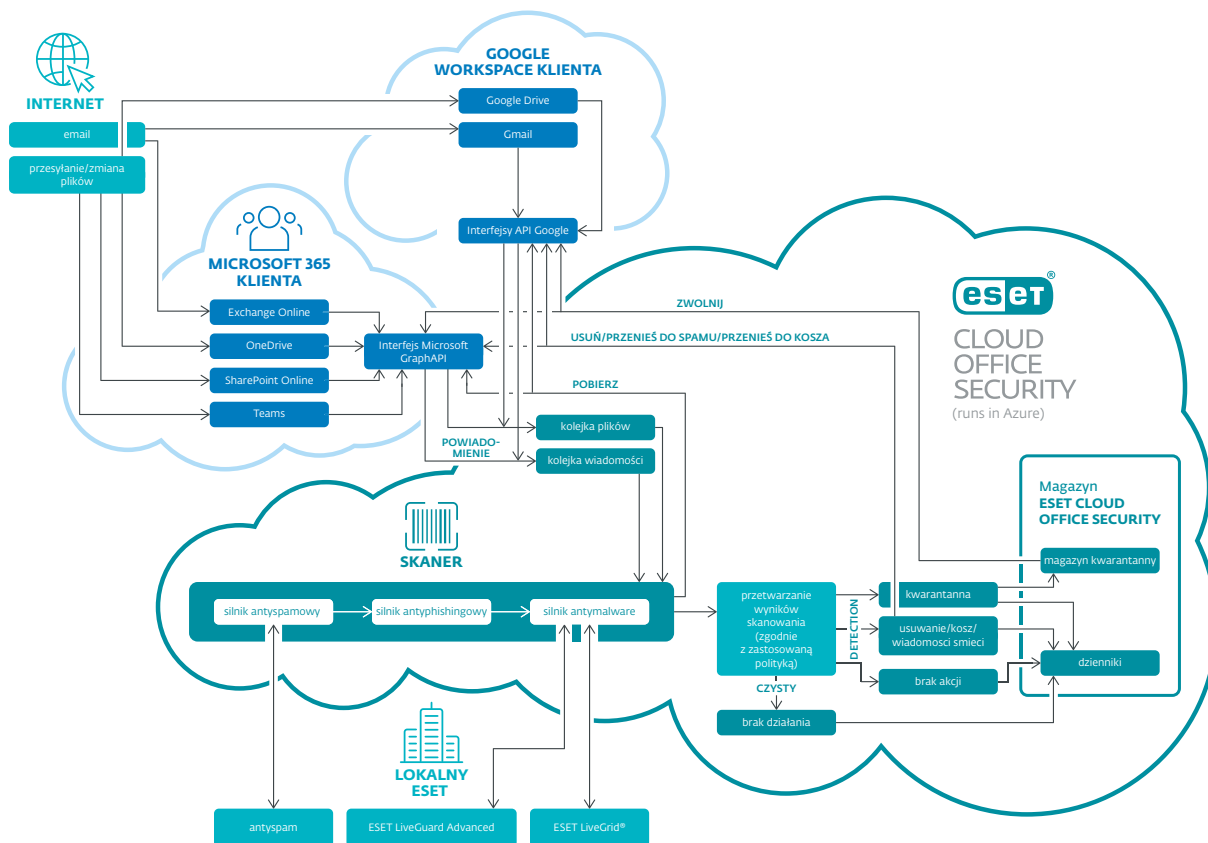 INTERNET
email
przesyłanie/zmiana
plików
GOOGLE
WORKSPACE KLIENTA
Google Drive
Gmail
Interfejsy API Google
MICROSOFT 365
KLIENTA
Exchange Online
OneDrive
SharePoint Online
Teams
Interfejs Microsoft
GraphAPI
ZWOLNIJ
USUŃ/PRZENIEŚ DO SPAMU/PRZENIEŚ DO KOSZA
POBIERZ
POWIADO-
MIENIE
kolejka plików
kolejka wiadomości
eseT®
CLOUD
OFFICE
SECURITY
(runs in Azure)
Magazyn
ESET CLOUD
OFFICE SECURITY
magazyn kwarantanny
dzienniki
SKANER
silnik antyspamowy
silnik antyphishingowy
silnik antymalware
przetwarzanie
wyników
skanowania
(zgodnie
z zastosowaną
polityką)
DETECTION
kwarantanna
usuwanie/kosz/
wiadomosci smieci
brak akcji
CZYSTY
brak działania
LOKALNY
ESET
antyspam
ESET LiveGuard Advanced
ESET LiveGrid®